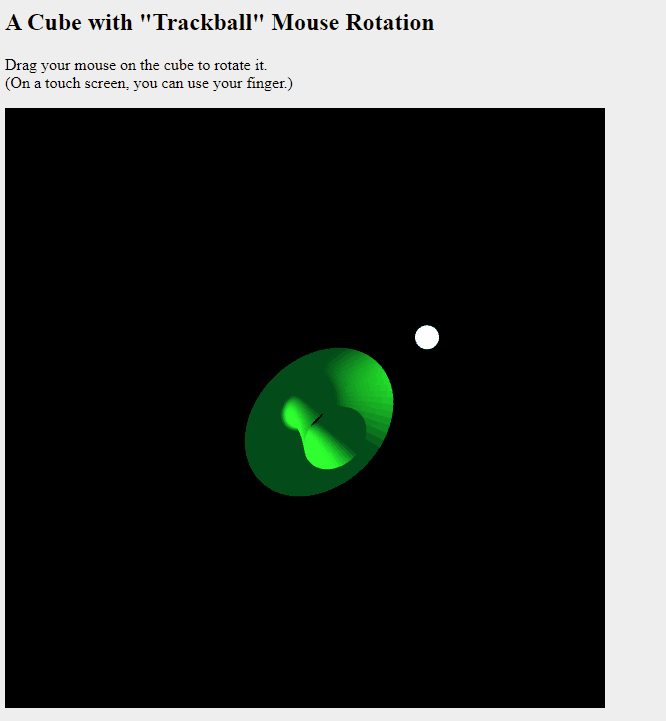 A Cube with "Trackball" Mouse Rotation
Drag your mouse on the cube to rotate it.
(On a touch screen, you can use your finger.)